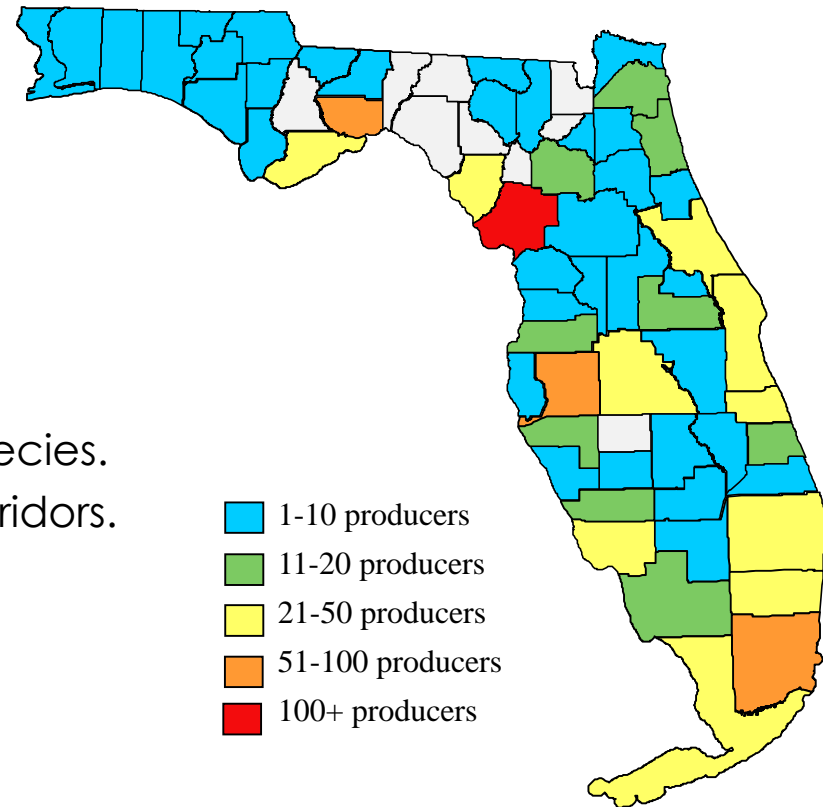 ecies.
ridors.
1-10 producers
11-20 producers
21-50 producers
51-100 producers
100+ producers